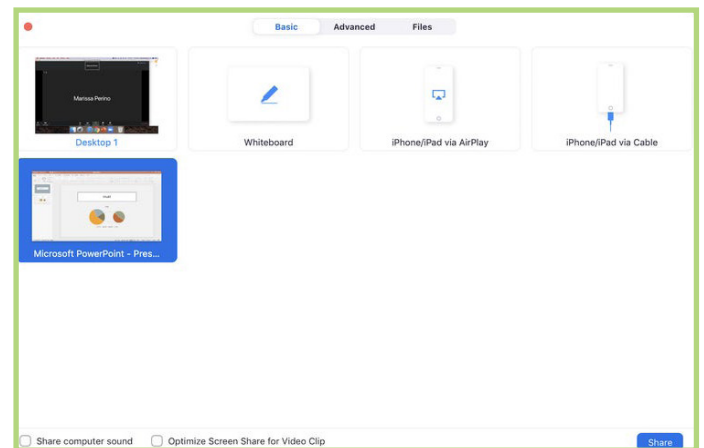 Basic Advanced Files
Marissa Perino
Desktop 1 Whiteboard iPhone/iPad via AirPlay iPhone/iPad via Cable
Microsoft PowerPoint - Pres...
Share computer sound Optimize Screen Share for Video Clip Share